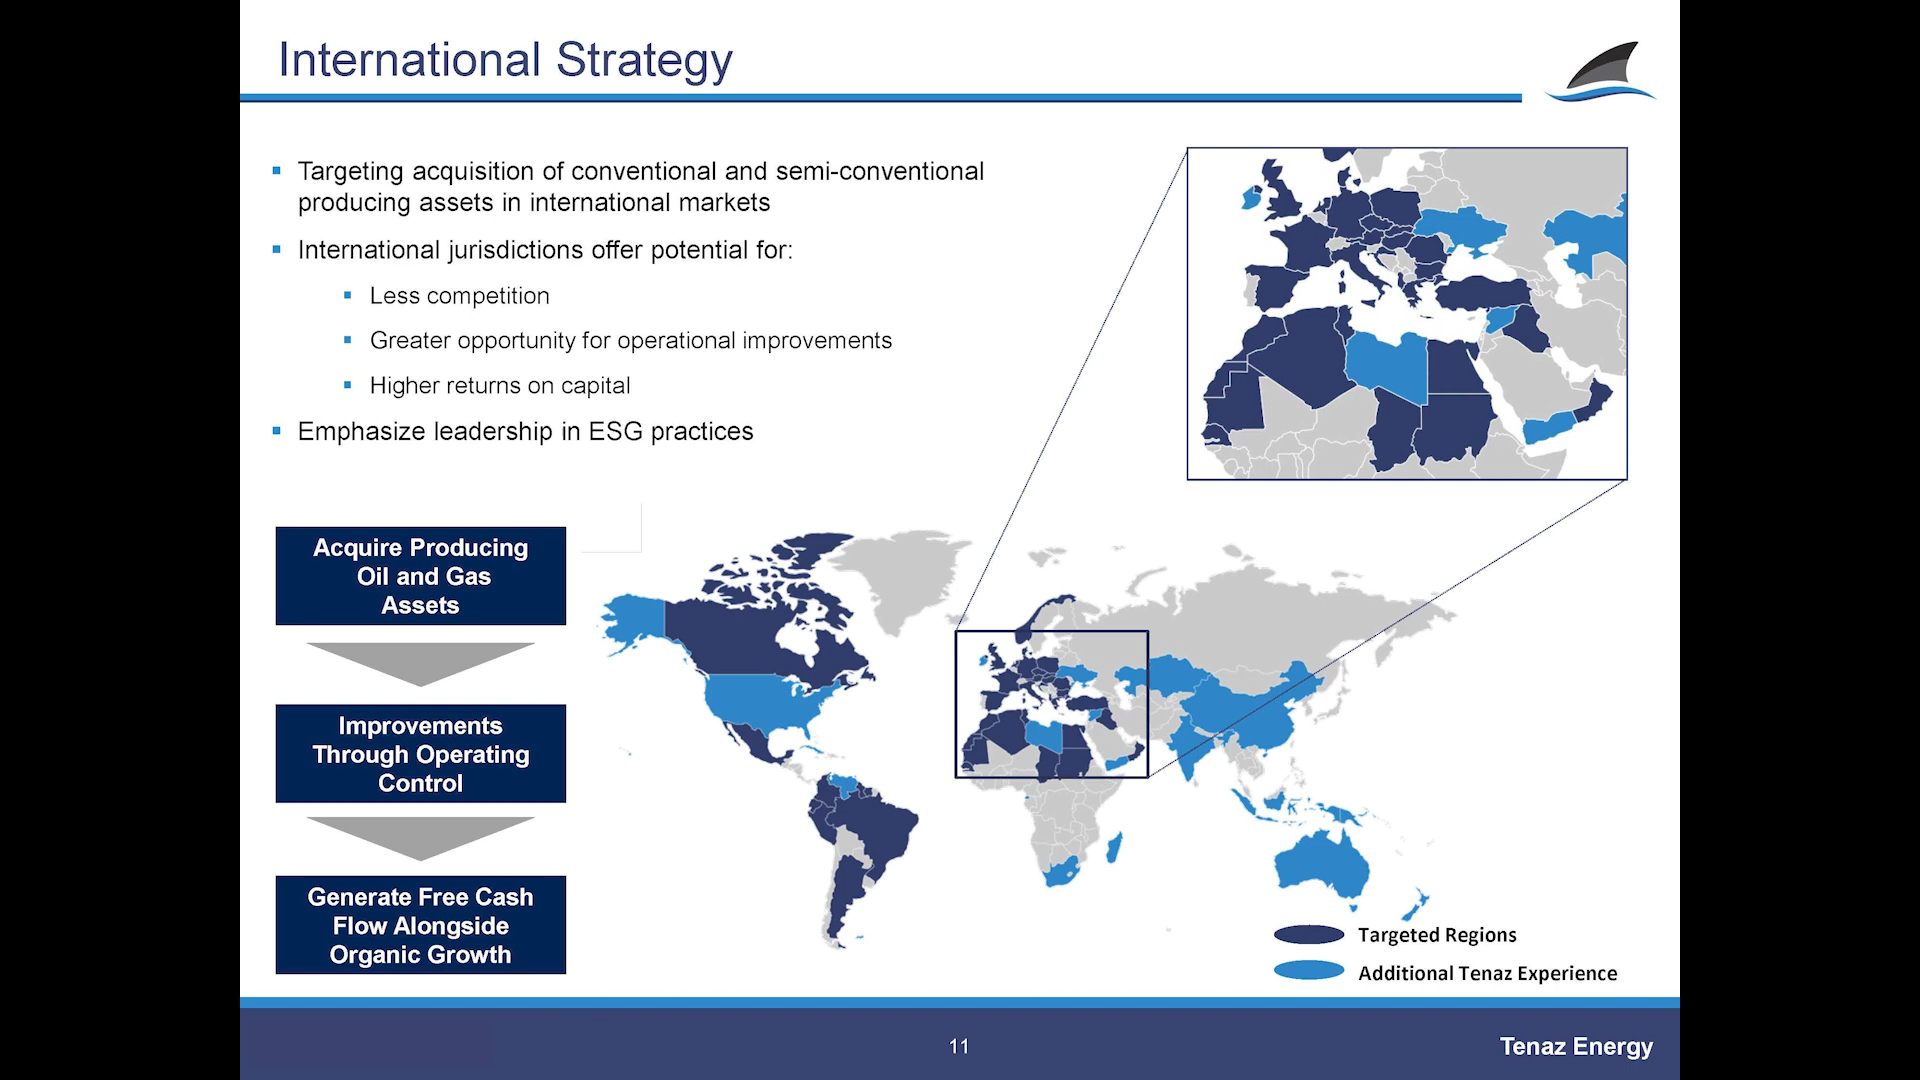 International Strategy
Targeting acquisition of conventional and semi-conventional
producing assets in international markets
International jurisdictions offer potential for:
Less competition
Greater opportunity for operational improvements
Higher returns on capital
Emphasize leadership in ESG practices
Acquire Producing
Oil and Gas
Assets
Improvements
Through Operating
Control
Generate Free Cash
Flow Alongside
Organic Growth
Targeted Regions
Additional Tenaz Experience
11
Tenaz Energy